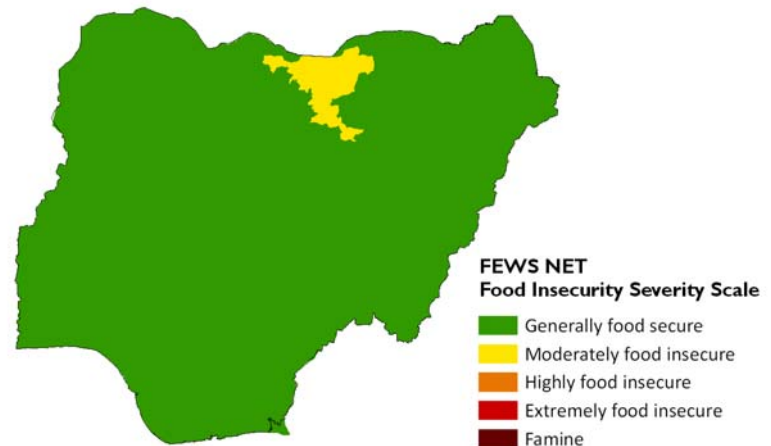 FEWS NET
Food Insecurity Severity Scale
Generally food secure
Moderately food insecure
Highly food insecure
Extremely food insecure
Famine